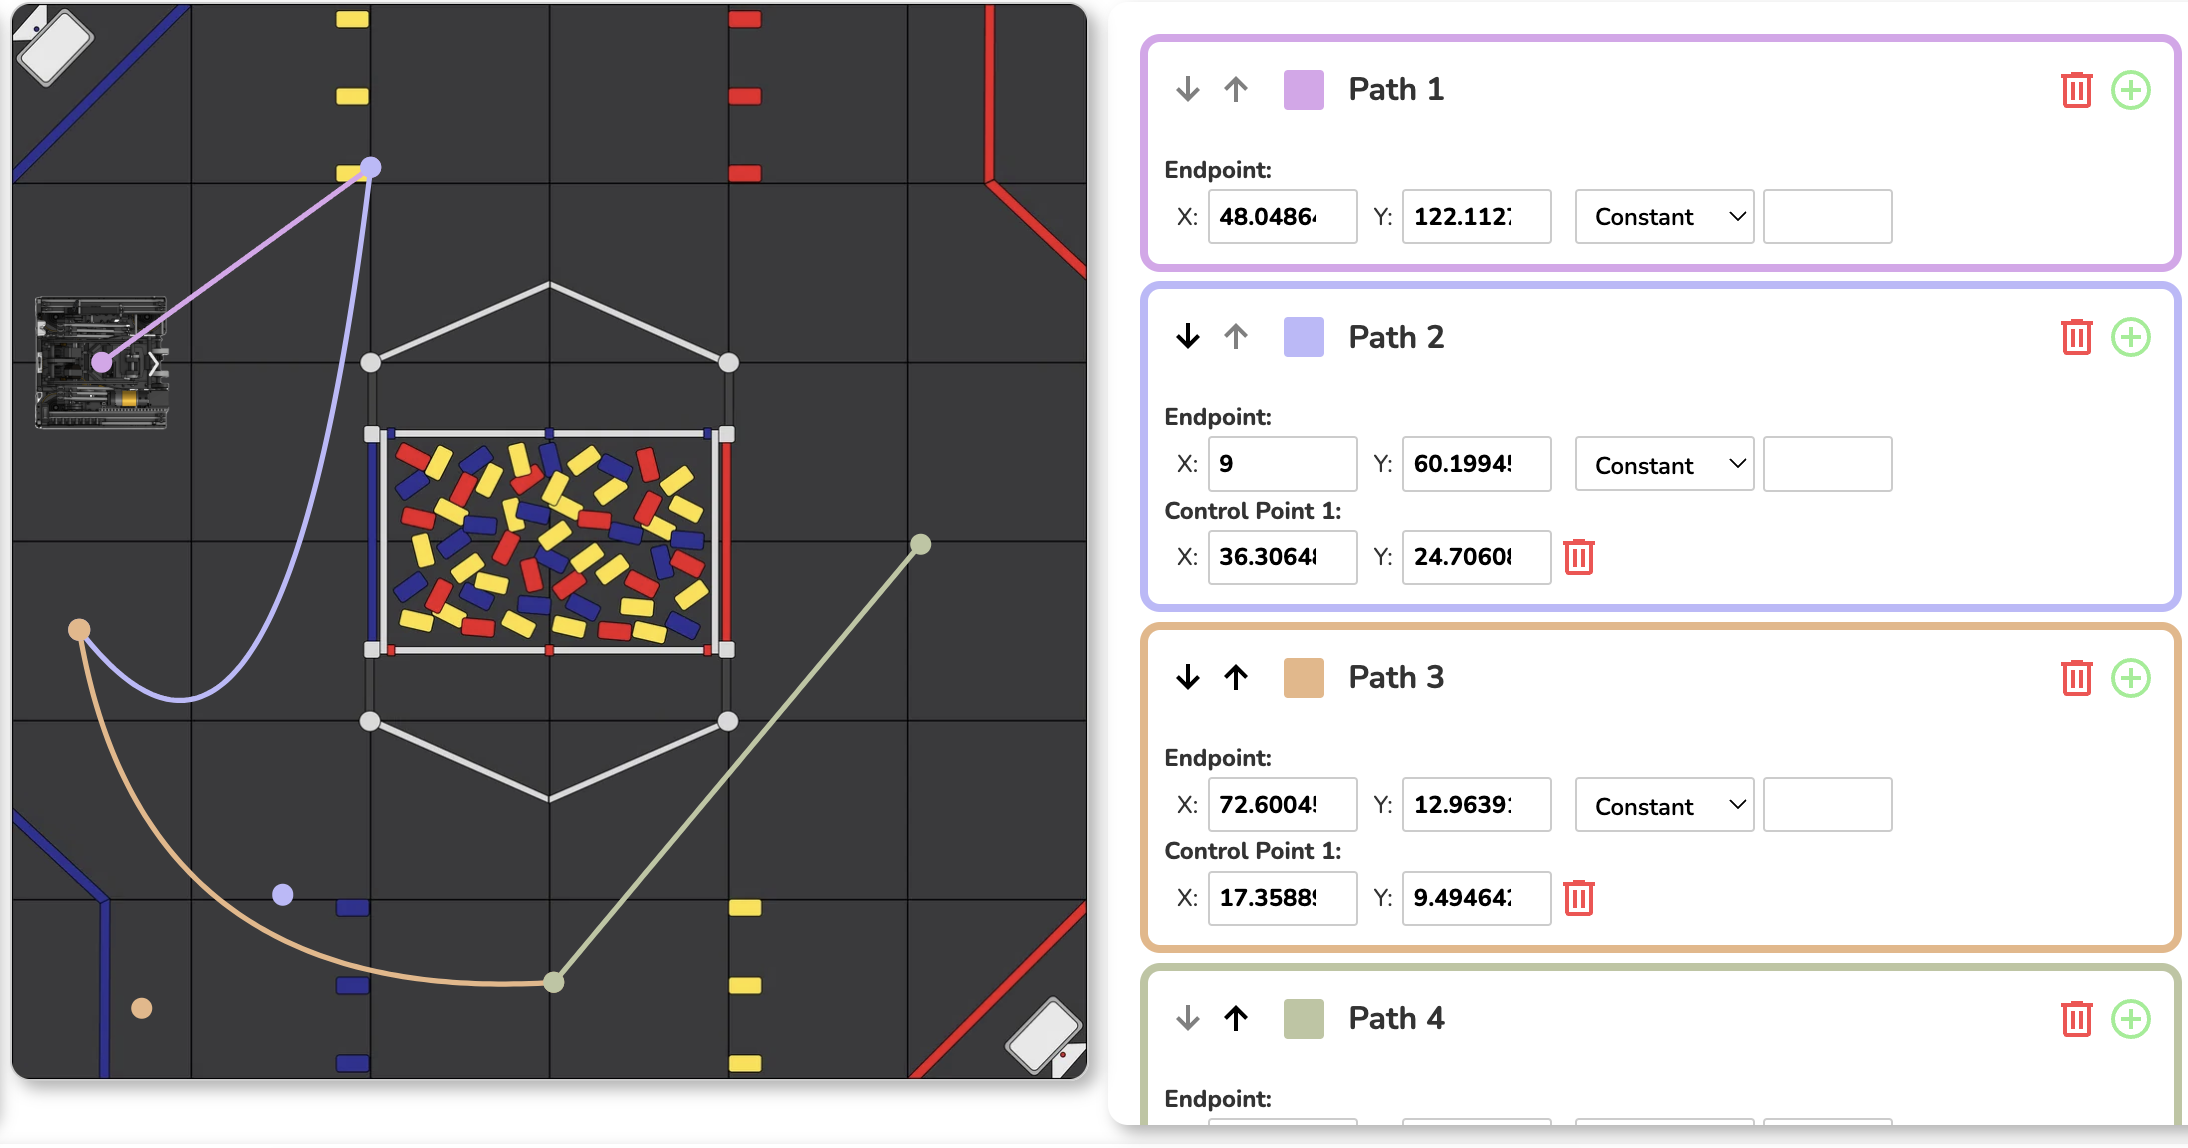 Path 1
Endpoint:
X: 48.0486 Y: 122.112 Constant
Path 2
Endpoint:
X: 9 Y: 60.1994 Constant
Control Point 1:
X: 36.3064 Y: 24.7060
Path 3
Endpoint:
X: 72.6004 Y: 12.9639 Constant
Control Point 1:
X: 17.3588 Y: 9.49464
Path 4
Endpoint: